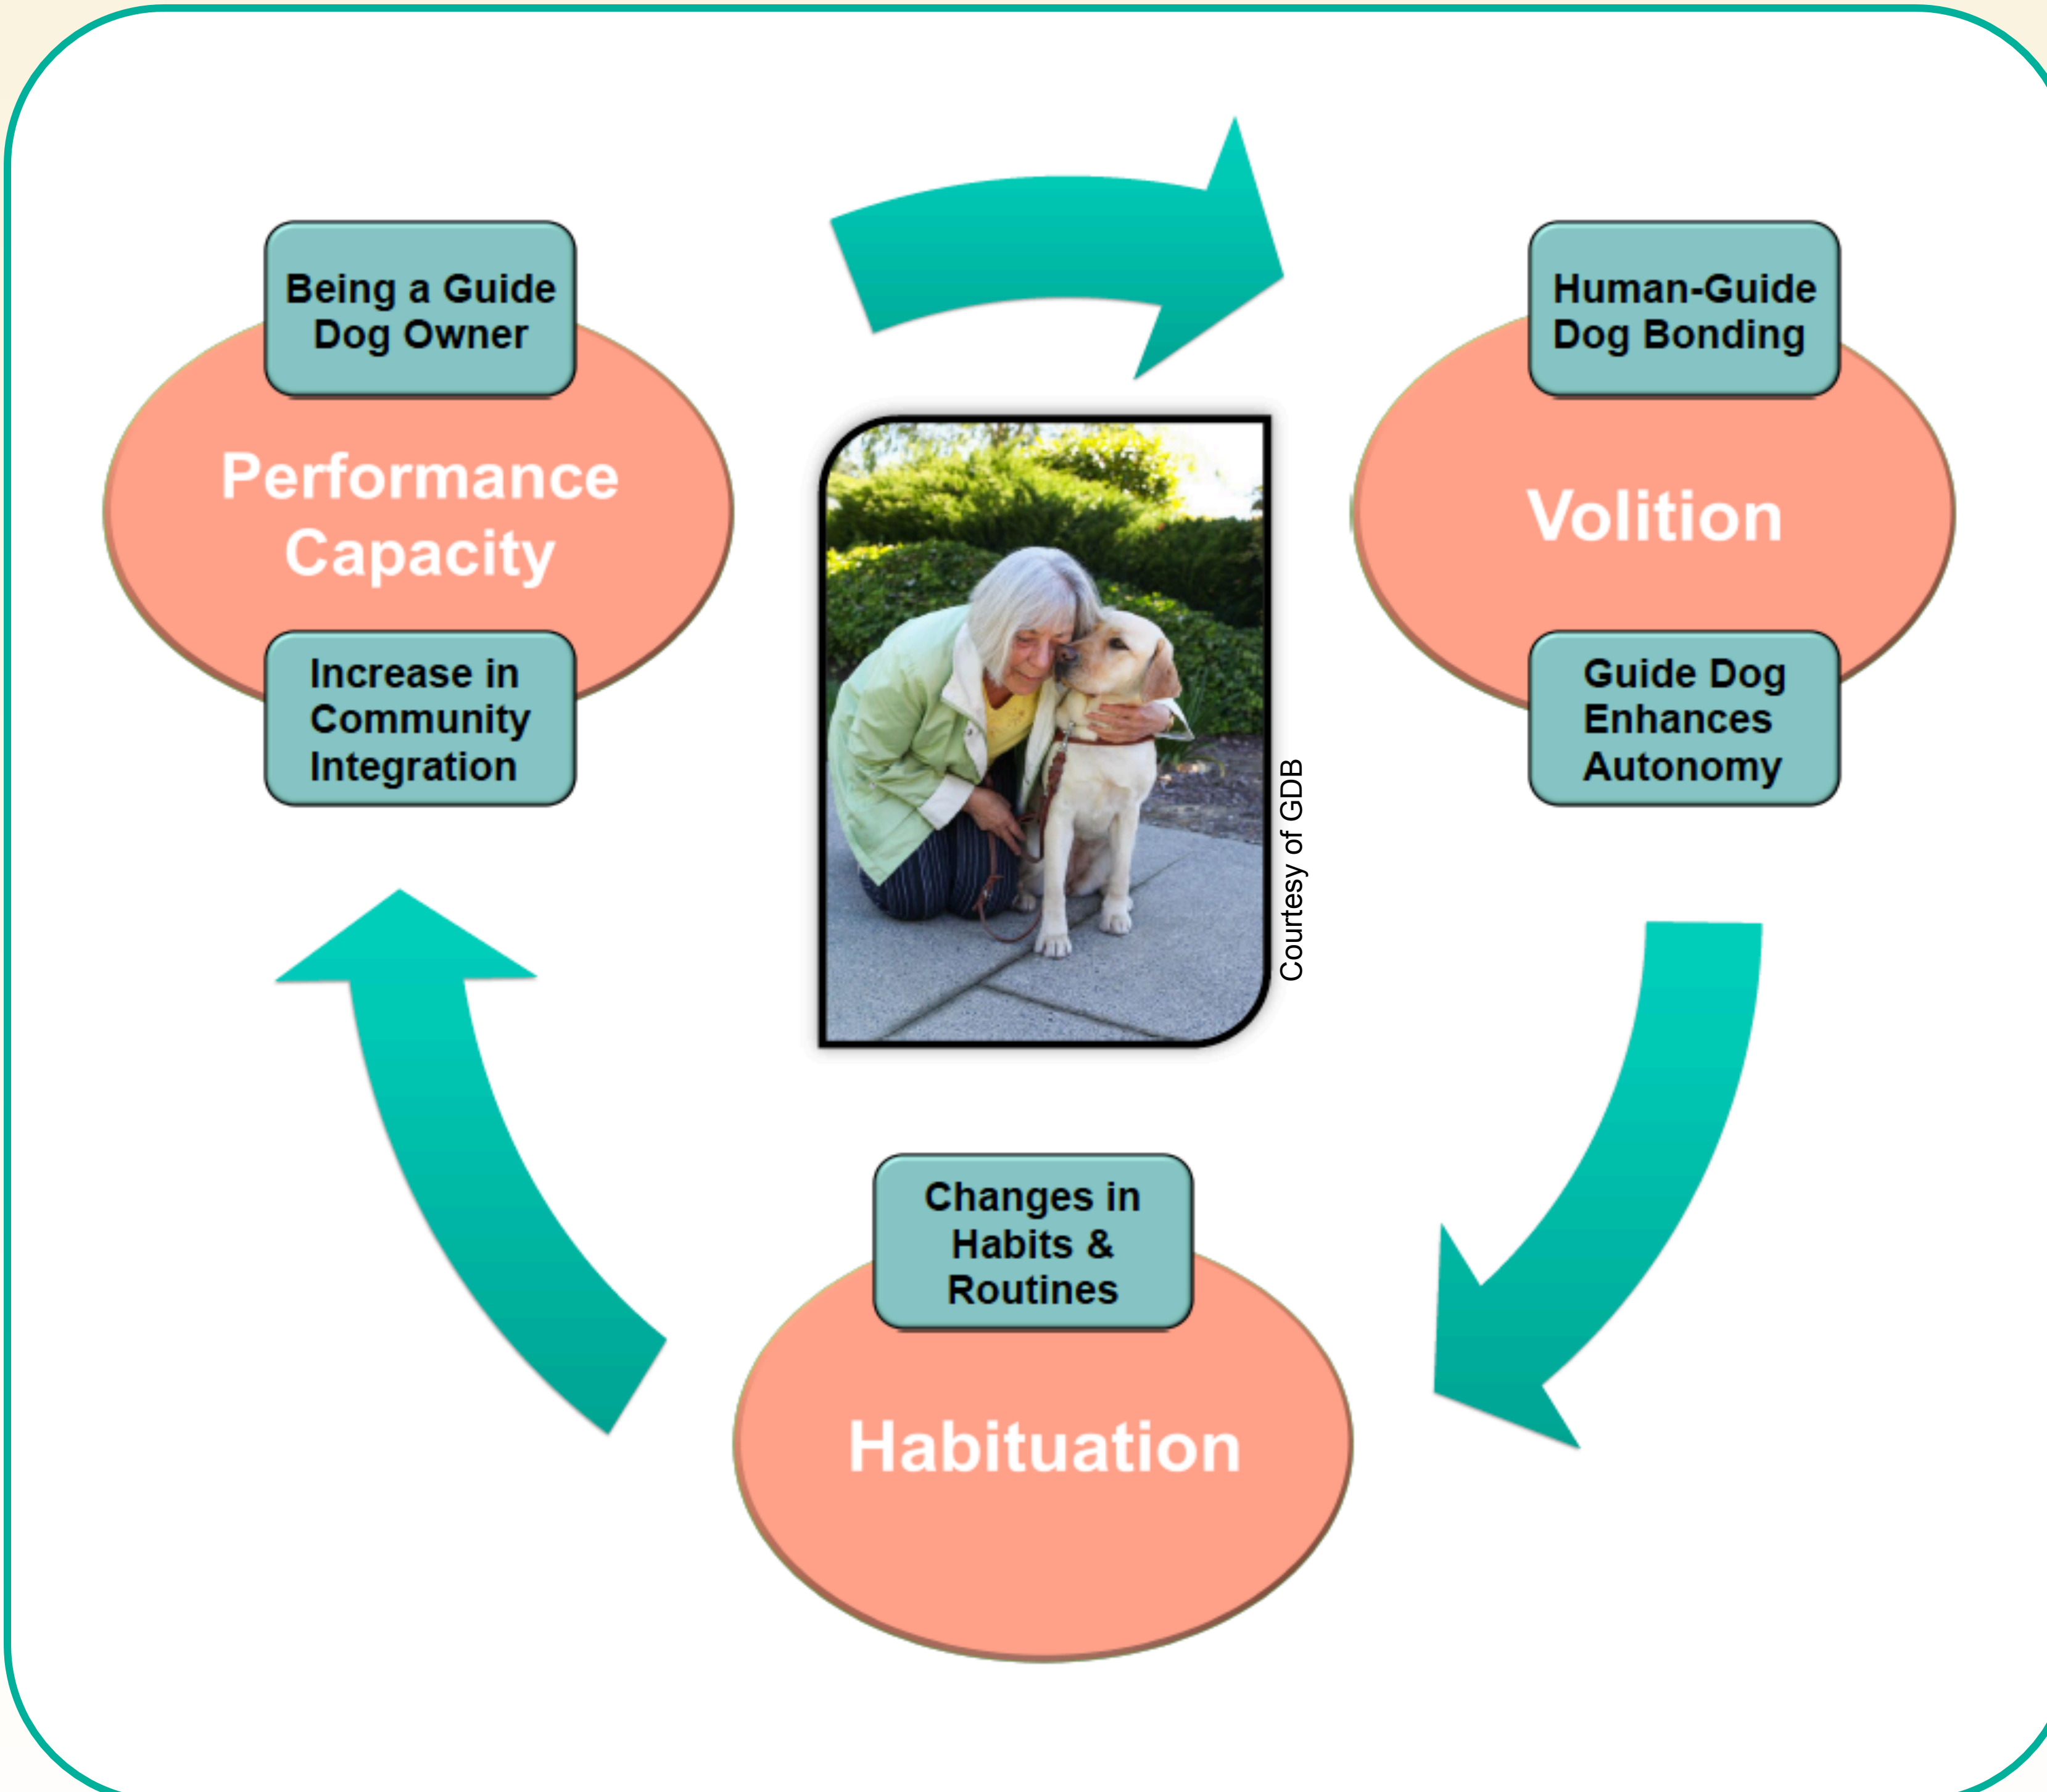 Being a Guide
Dog Owner
Performance
Capacity
Increase in
Community
Integration
Human-Guide
Dog Bonding
Volition
Guide Dog
Enhances
Autonomy
Courtesy of GDB
Changes in
Habits &
Routines
Habituation